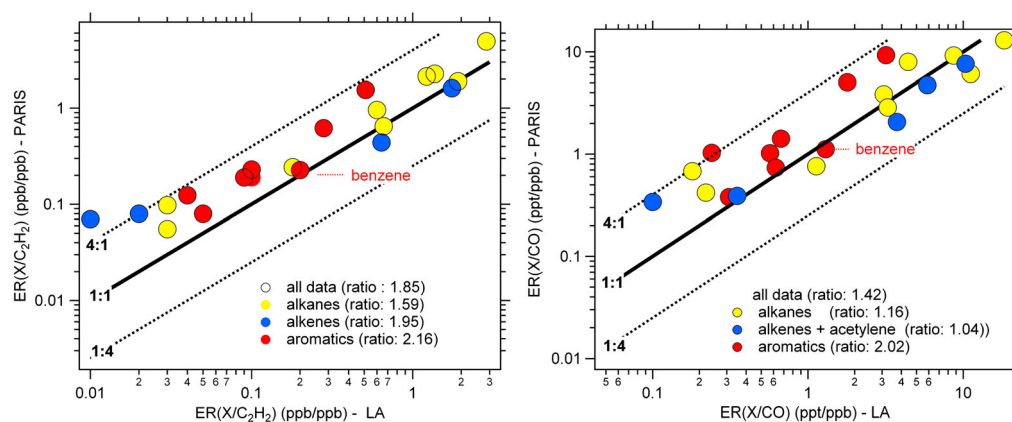 ER(X/C2H2) (ppb/ppb) - PARIS
1
0.1
0.01
4:1
1:1
1:4
benzene
all data (ratio : 1.85)
alkanes (ratio: 1.59)
alkenes (ratio: 1.95)
aromatics (ratio: 2.16)
0.01 2 3 4 5 6 7 0.1 2 3 4 5 6 7 1 2 3
ER(X/C2H2) (ppb/ppb) - LA
ER(X/CO) (ppt/ppb) - PARIS
10
1
0.1
0.01
4:1
1:1
1:4
benzene
all data (ratio: 1.42)
alkanes (ratio: 1.16)
alkenes + acetylene (ratio: 1.04))
aromatics (ratio: 2.02)
5 6 0.1 2 3 4 5 6 1 2 3 4 5 6 10
ER(X/CO) (ppt/ppb) - LA